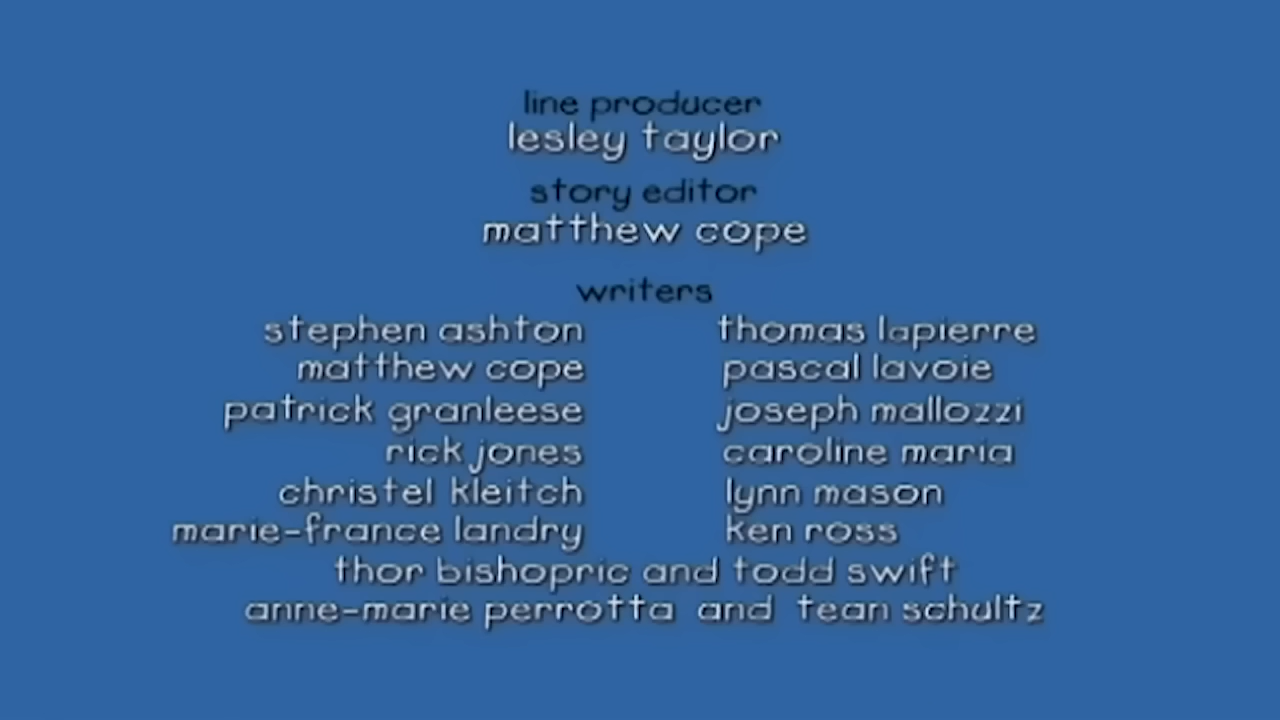 line producer
lesley taylor
story editor
matthew cope
writers
stephen ashton thomas lapierre
matthew cope pascal lavoie
patrick granleese joseph mallozzi
rick jones caroline maria
christel kleitch lynn mason
marie-france landry ken ross
thor bishopric and todd swift
anne-marie perrotta and tean schultz